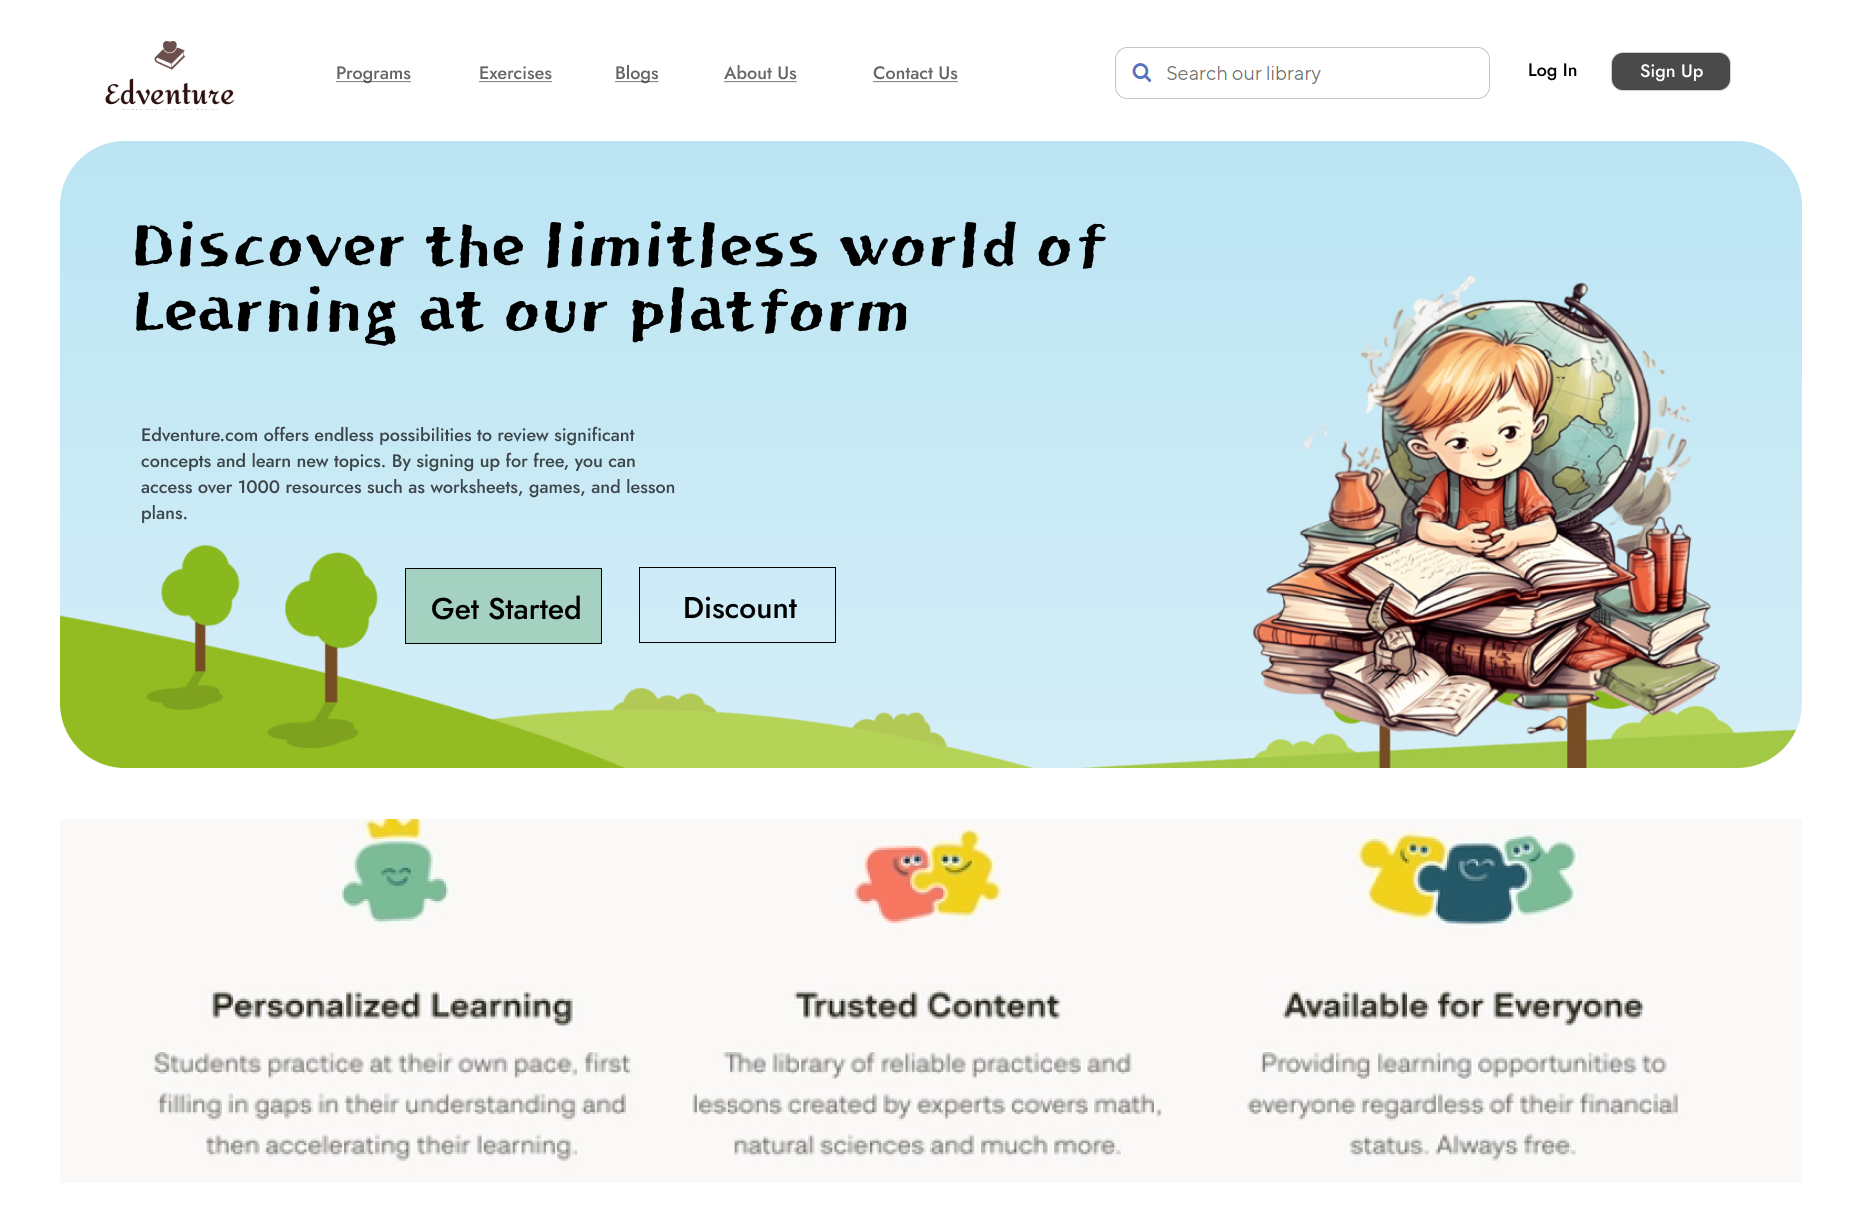 Edventure
Programs
Exercises
Blogs
About Us
Contact Us
Search our library
Log In
Sign Up
Discover the limitless world of
Learning at our platform
Edventure.com offers endless possibilities to review significant
concepts and learn new topics. By signing up for free, you can
access over 1000 resources such as worksheets, games, and lesson
plans.
Get Started
Discount
Personalized Learning
Students practice at their own pace, first
filling in gaps in their understanding and
then accelerating their learning.
Trusted Content
The library of reliable practices and
lessons created by experts covers math,
natural sciences and much more.
Available for Everyone
Providing learning opportunities to
everyone regardless of their financial
status. Always free.